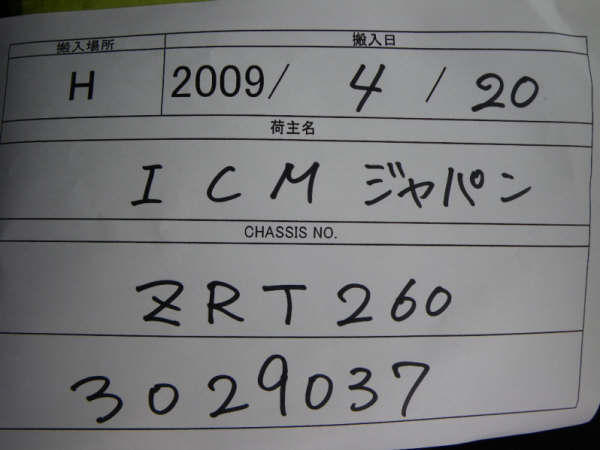 搬入場所 搬入日
H 2009/ 4 / 20
荷主名
I C M ジャパン
CHASSIS NO.
ZRT260
3029037